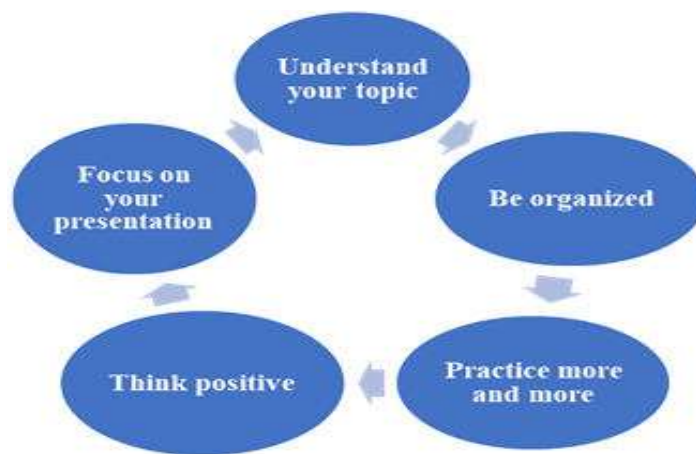 Understand
your topic
Be organized
Practice more
and more
Think positive
Focus on
your
presentation